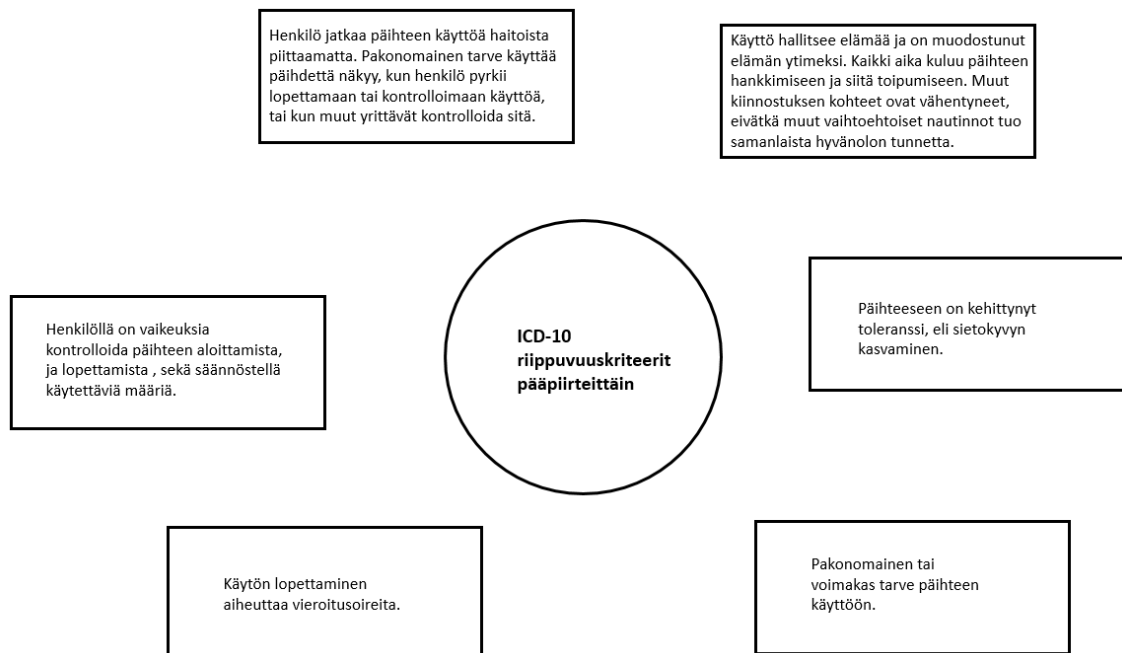 Henkilö jatkaa päihteen käyttöä haitoista
piittaamatta. Pakonomainen tarve käyttää
päihdettä näkyy, kun henkilö pyrkii
lopettamaan tai kontrolloimaan käyttöä,
tai kun muut yrittävät kontrolloida sitä.
Käyttö hallitsee elämää ja on muodostunut
elämän ytimeksi. Kaikki aika kuluu päihteen
hankkimiseen ja siitä toipumiseen. Muut
kiinnostuksen kohteet ovat vähentyneet,
eivätkä muut vaihtoehtoiset nautinnot tuo
samanlaista hyvänolon tunnetta.
Henkilöllä on vaikeuksia
kontrolloida päihteen aloittamista,
ja lopettamista , sekä säännöstellä
käytettäviä määriä.
ICD-10
riippuvuuskriteerit
pääpiirteittäin
Päihteeseen on kehittynyt
toleranssi, eli sietokyvyn
kasvaminen.
Käytön lopettaminen
aiheuttaa vieroitusoireita.
Pakonomainen tai
voimakas tarve päihteen
käyttöön.